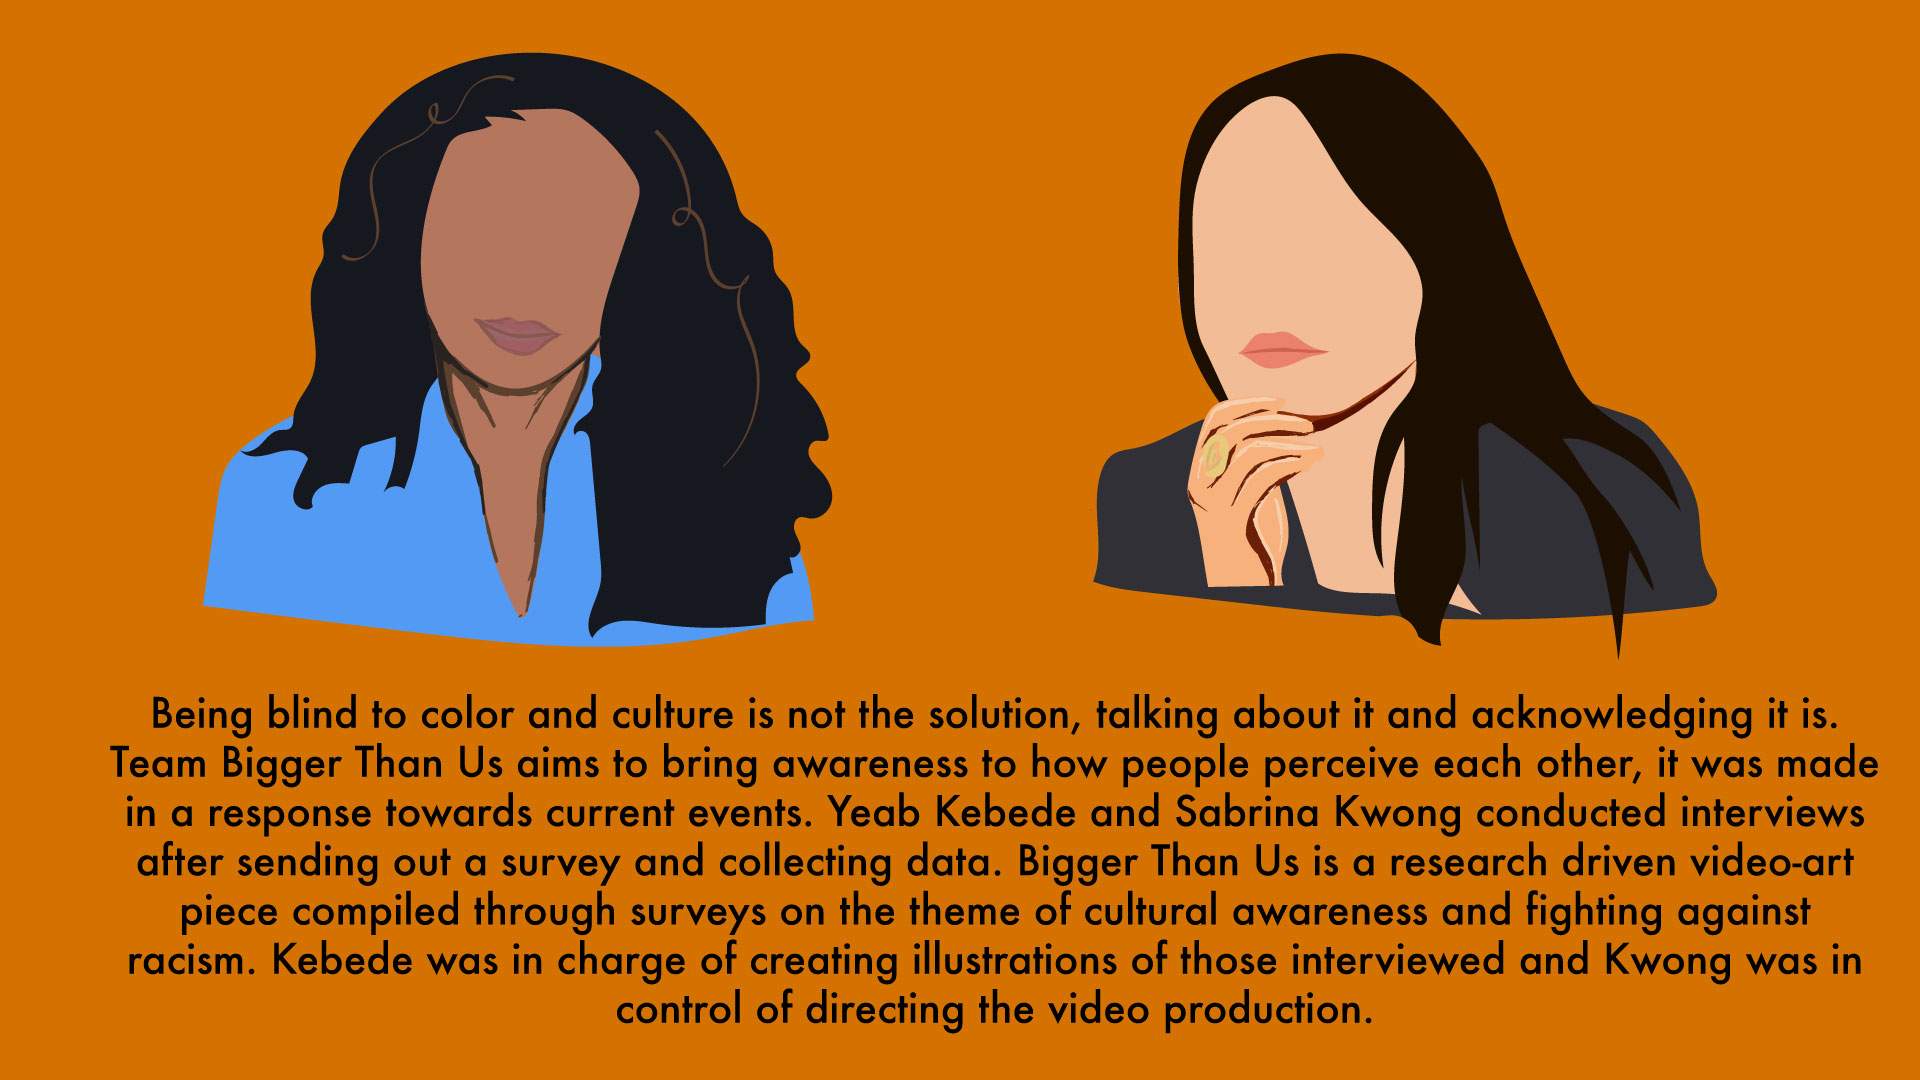 Being blind to color and culture is not the solution, talking about it and acknowledging it is.
Team Bigger Than Us aims to bring awareness to how people perceive each other, it was made
in a response towards current events. Yeab Kebede and Sabrina Kwong conducted interviews
after sending out a survey and collecting data. Bigger Than Us is a research driven video-art
piece compiled through surveys on the theme of cultural awareness and fighting against
racism. Kebede was in charge of creating illustrations of those interviewed and Kwong was in
control of directing the video production.